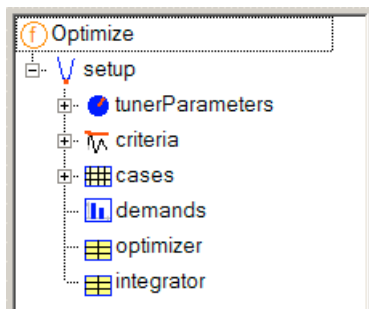 Optimize
setup
tunerParameters
criteria
cases
demands
optimizer
integrator